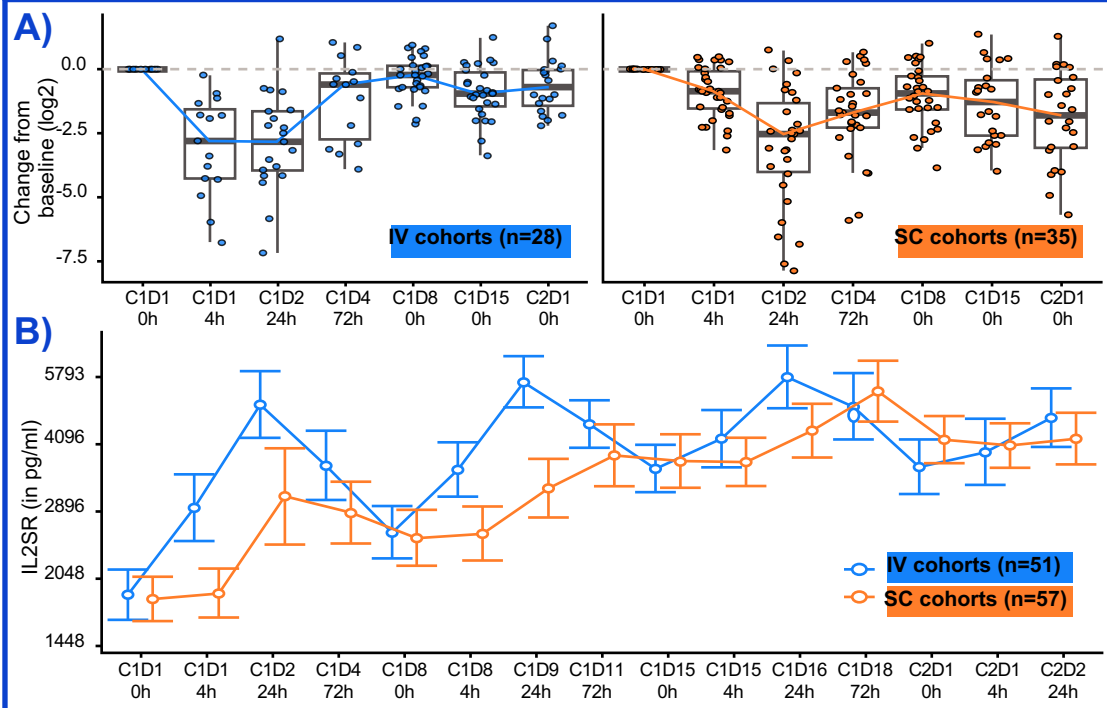 A)
Change from
baseline (log2)
0.0
-2.5
-5.0
-7.5
IV cohorts (n=28)
SC cohorts (n=35)
C1D1 C1D1 C1D2 C1D4 C1D8 C1D15 C2D1
0h 4h 24h 72h 0h 0h 0h
C1D1 C1D1 C1D2 C1D4 C1D8 C1D15 C2D1
0h 4h 24h 72h 0h 0h 0h
B)
IL2SR (in pg/ml)
5793
4096
2896
2048
1448
IV cohorts (n=51)
SC cohorts (n=57)
C1D1 C1D1 C1D2 C1D4 C1D8 C1D8 C1D9 C1D11 C1D15 C1D15 C1D16 C1D18 C2D1 C2D1 C2D2
0h 4h 24h 72h 0h 4h 24h 72h 0h 4h 24h 72h 0h 4h 24h